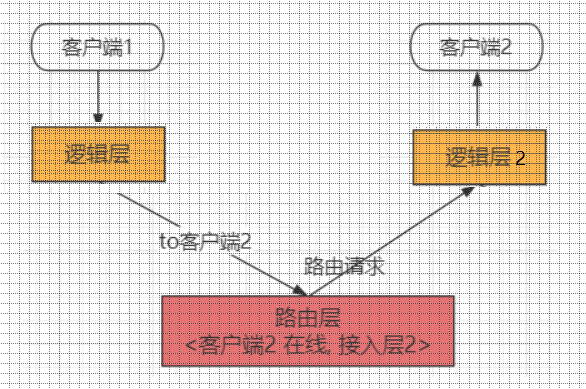 客户端1
客户端2
逻辑层
逻辑层 2
to客户端2
路由请求
路由层
<客户端2 在线, 接入层2>